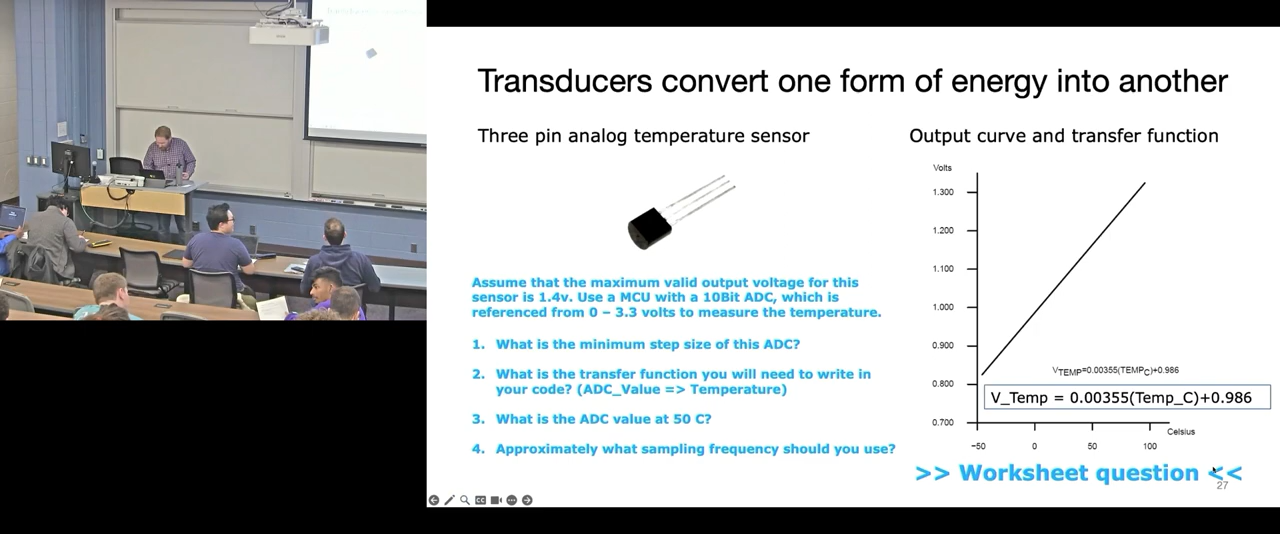 Transducers convert one form of energy into another
Three pin analog temperature sensor
Output curve and transfer function
Assume that the maximum valid output voltage for this
sensor is 1.4v. Use a MCU with a 10Bit ADC, which is
referenced from 0 – 3.3 volts to measure the temperature.
1. What is the minimum step size of this ADC?
2. What is the transfer function you will need to write in
your code? (ADC_Value => Temperature)
3. What is the ADC value at 50 C?
4. Approximately what sampling frequency should you use?
Volts
1.300
1.200
1.100
1.000
0.900
0.800
0.700
VTEMP=0.00355(TEMPC)+0.986
V_Temp = 0.00355(Temp_C)+0.986
Celsius
−50 0 50 100
>> Worksheet question <<
27